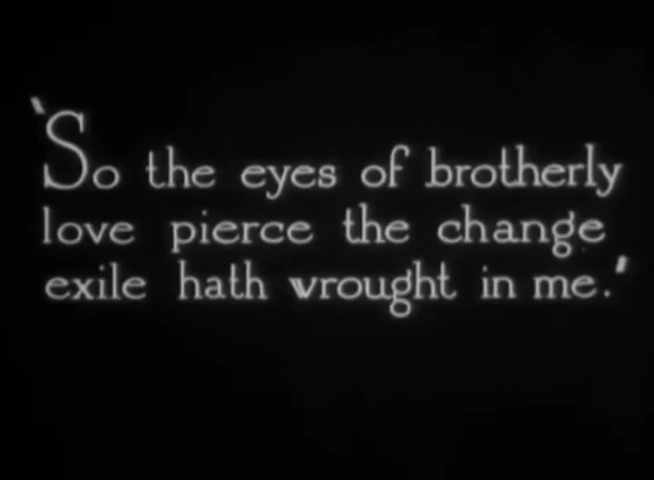 'So the eyes of brotherly
love pierce the change
exile hath wrought in me.'